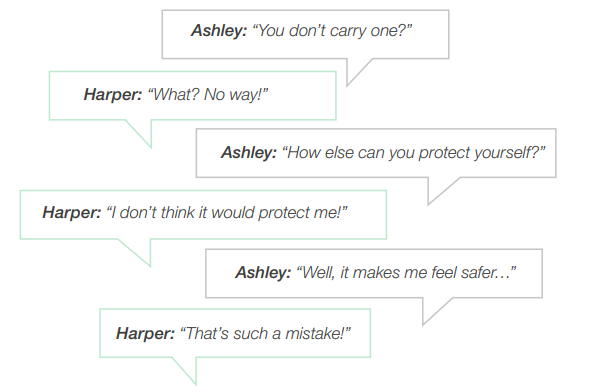 Ashley: “You don’t carry one?”
Harper: “What? No way!”
Ashley: “How else can you protect yourself?”
Harper: “I don’t think it would protect me!”
Ashley: “Well, it makes me feel safer…”
Harper: “That’s such a mistake!”